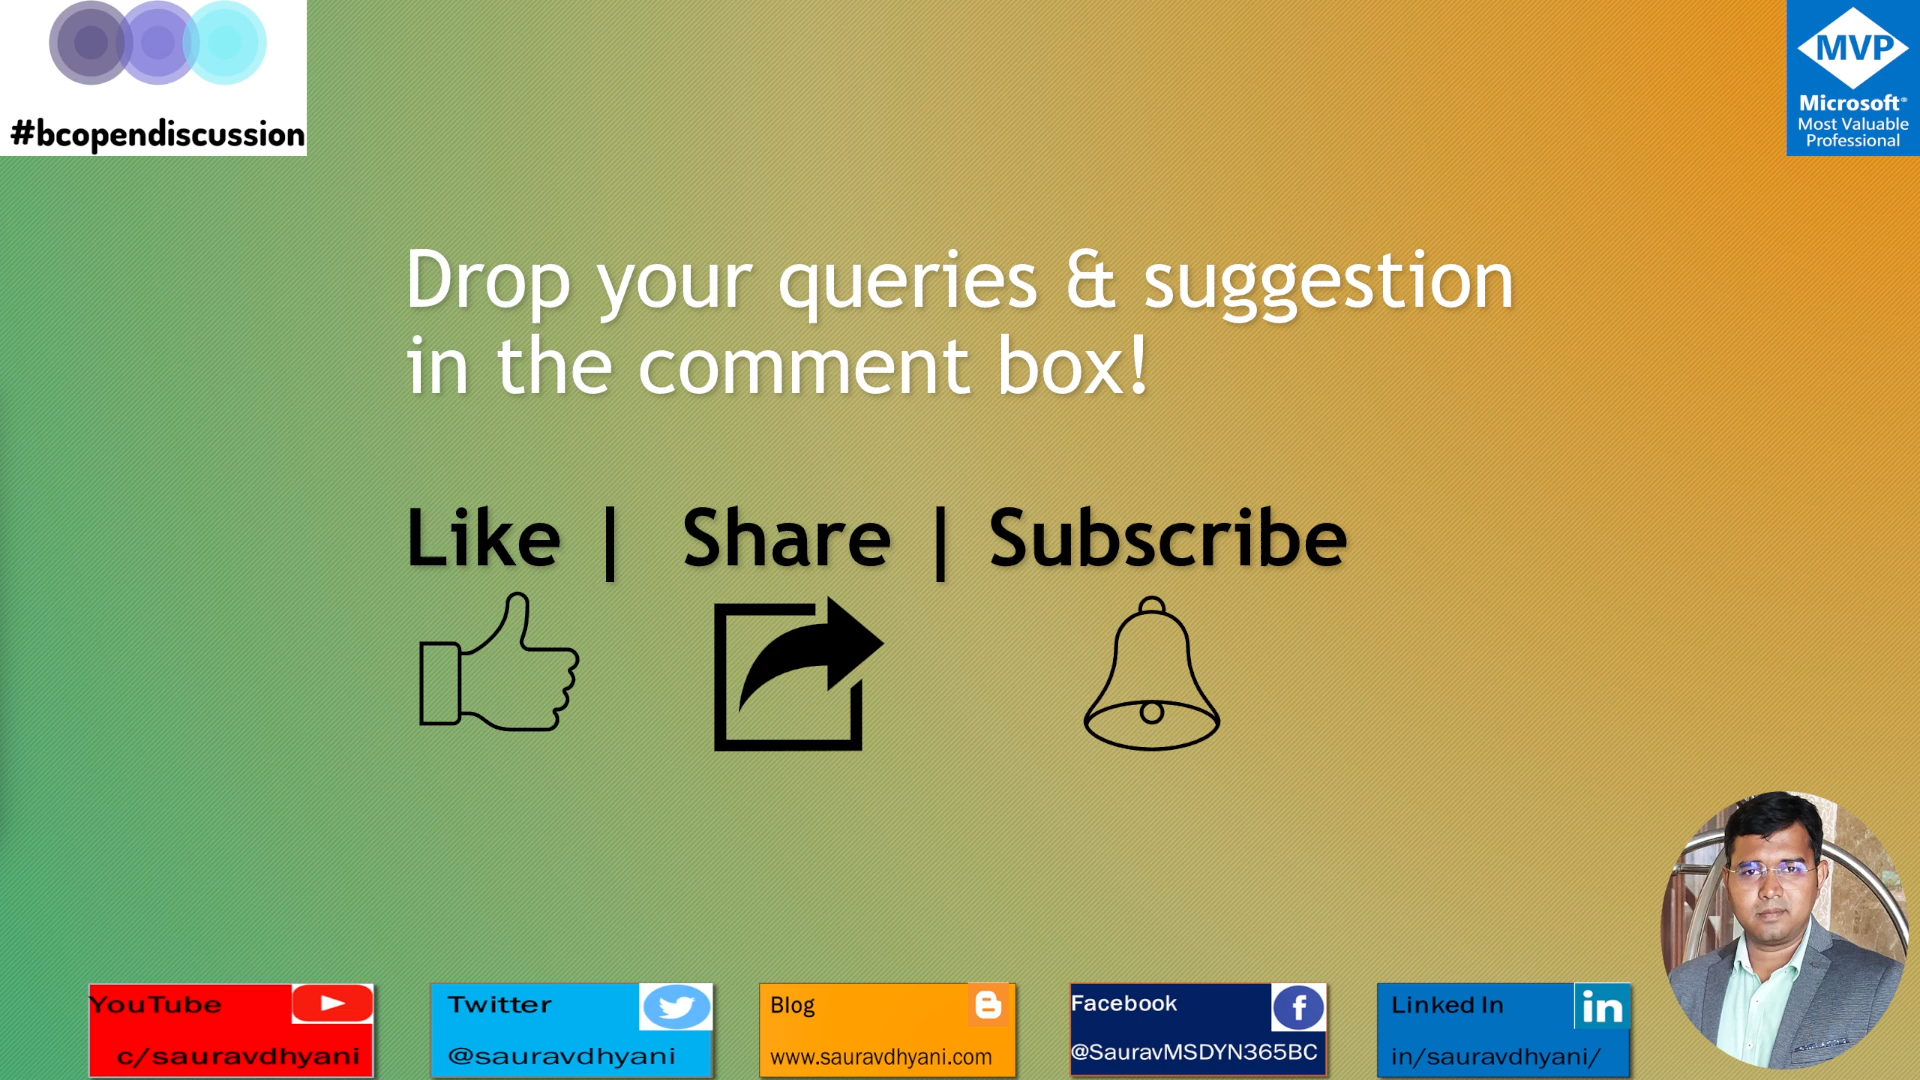 #bcopendiscussion
MVP
Microsoft®
Most Valuable
Professional
Drop your queries & suggestion
in the comment box!
Like | Share | Subscribe
YouTube
c/sauravdhyani
Twitter
@sauravdhyani
Blog
www.sauravdhyani.com
Facebook
@SauravMSDYN365BC
Linked In
in
in/sauravdhyani/